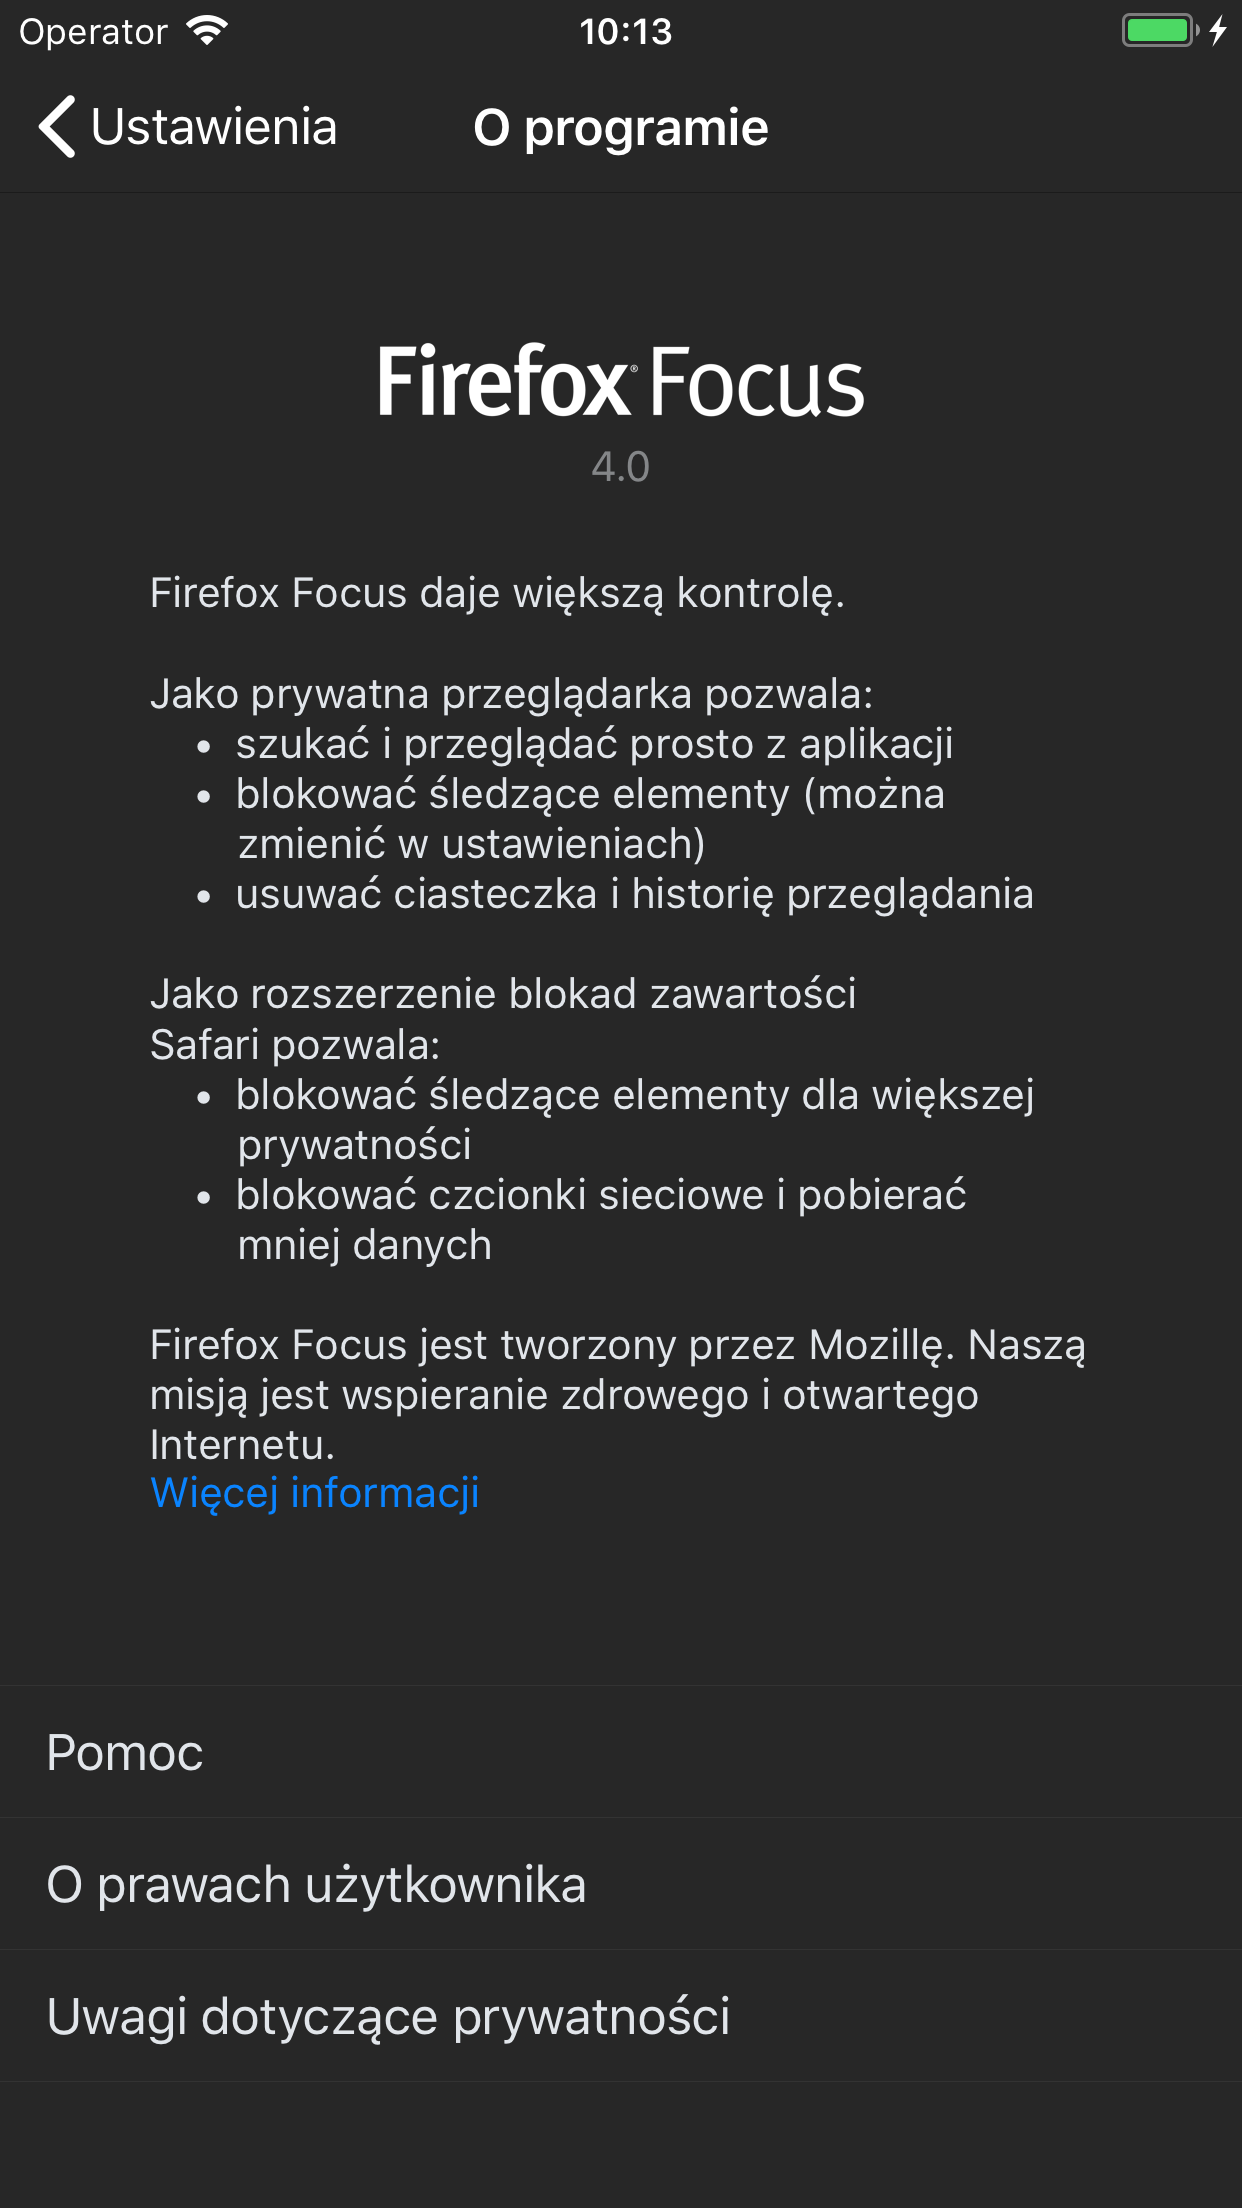 Operator
10:13
Ustawienia
O programie
Firefox® Focus
4.0
Firefox Focus daje większą kontrolę.
Jako prywatna przeglądarka pozwala:
• szukać i przeglądać prosto z aplikacji
• blokować śledzące elementy (można
zmienić w ustawieniach)
• usuwać ciasteczka i historię przeglądania
Jako rozszerzenie blokad zawartości
Safari pozwala:
• blokować śledzące elementy dla większej
prywatności
• blokować czcionki sieciowe i pobierać
mniej danych
Firefox Focus jest tworzony przez Mozillę. Naszą
misją jest wspieranie zdrowego i otwartego
Internetu.
Więcej informacji
Pomoc
O prawach użytkownika
Uwagi dotyczące prywatności